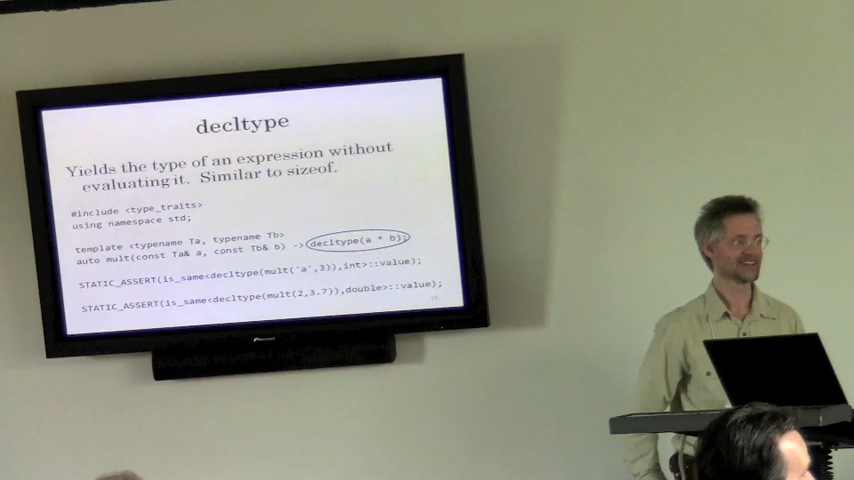 decltype
Yields the type of an expression without
evaluating it. Similar to sizeof.
#include <type_traits>
using namespace std;
template <typename Ta, typename Tb>
auto mult(const Ta& a, const Tb& b) -> decltype(a * b);
STATIC_ASSERT(is_same<decltype(mult('a',3)),int>::value);
STATIC_ASSERT(is_same<decltype(mult(2,3.7)),double>::value);